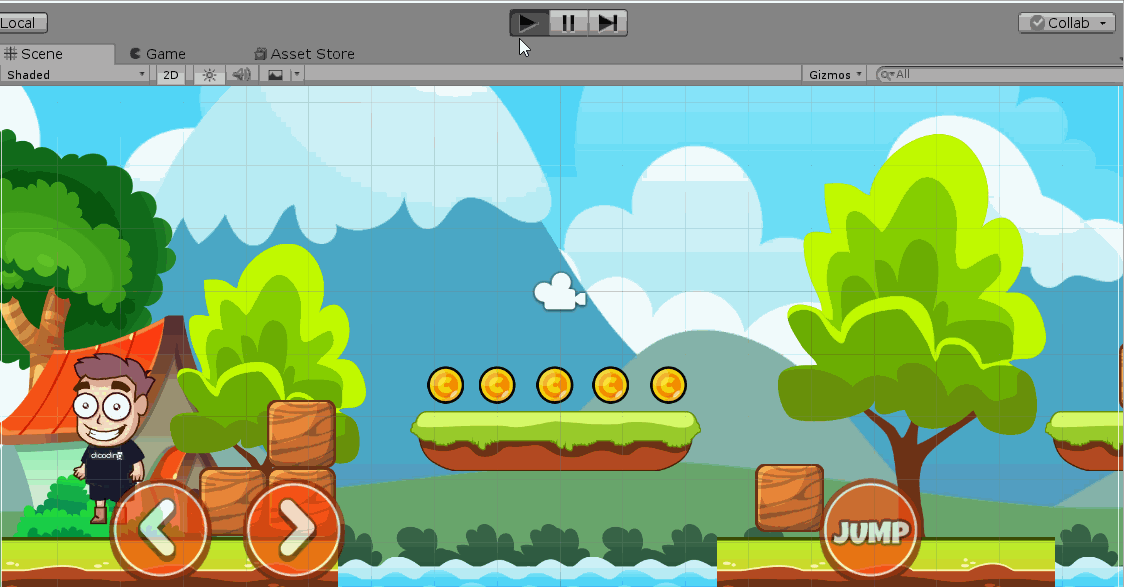 Local
Collab
Scene
Game
Asset Store
Shaded
2D
Gizmos
All
dicoding
JUMP